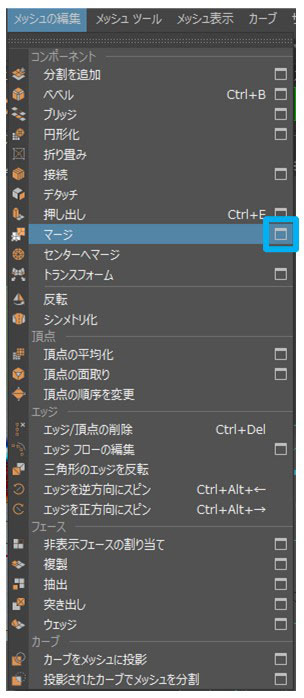 メッシュの編集 メッシュ ツール メッシュ表示 カーブ
コンポーネント
分割を追加
ベベル Ctrl+B
ブリッジ
円形化
折り畳み
接続
デタッチ
押し出し Ctrl+E
マージ
センターへマージ
トランスフォーム
反転
シンメトリ化
頂点
頂点の平均化
頂点の面取り
頂点の順序を変更
エッジ
エッジ/頂点の削除 Ctrl+Del
エッジ フローの編集
三角形のエッジを反転
エッジを逆方向にスピン Ctrl+Alt+←
エッジを正方向にスピン Ctrl+Alt+→
フェース
非表示フェースの割り当て
複製
抽出
突き出し
ウェッジ
カーブ
カーブをメッシュに投影
投影されたカーブでメッシュを分割